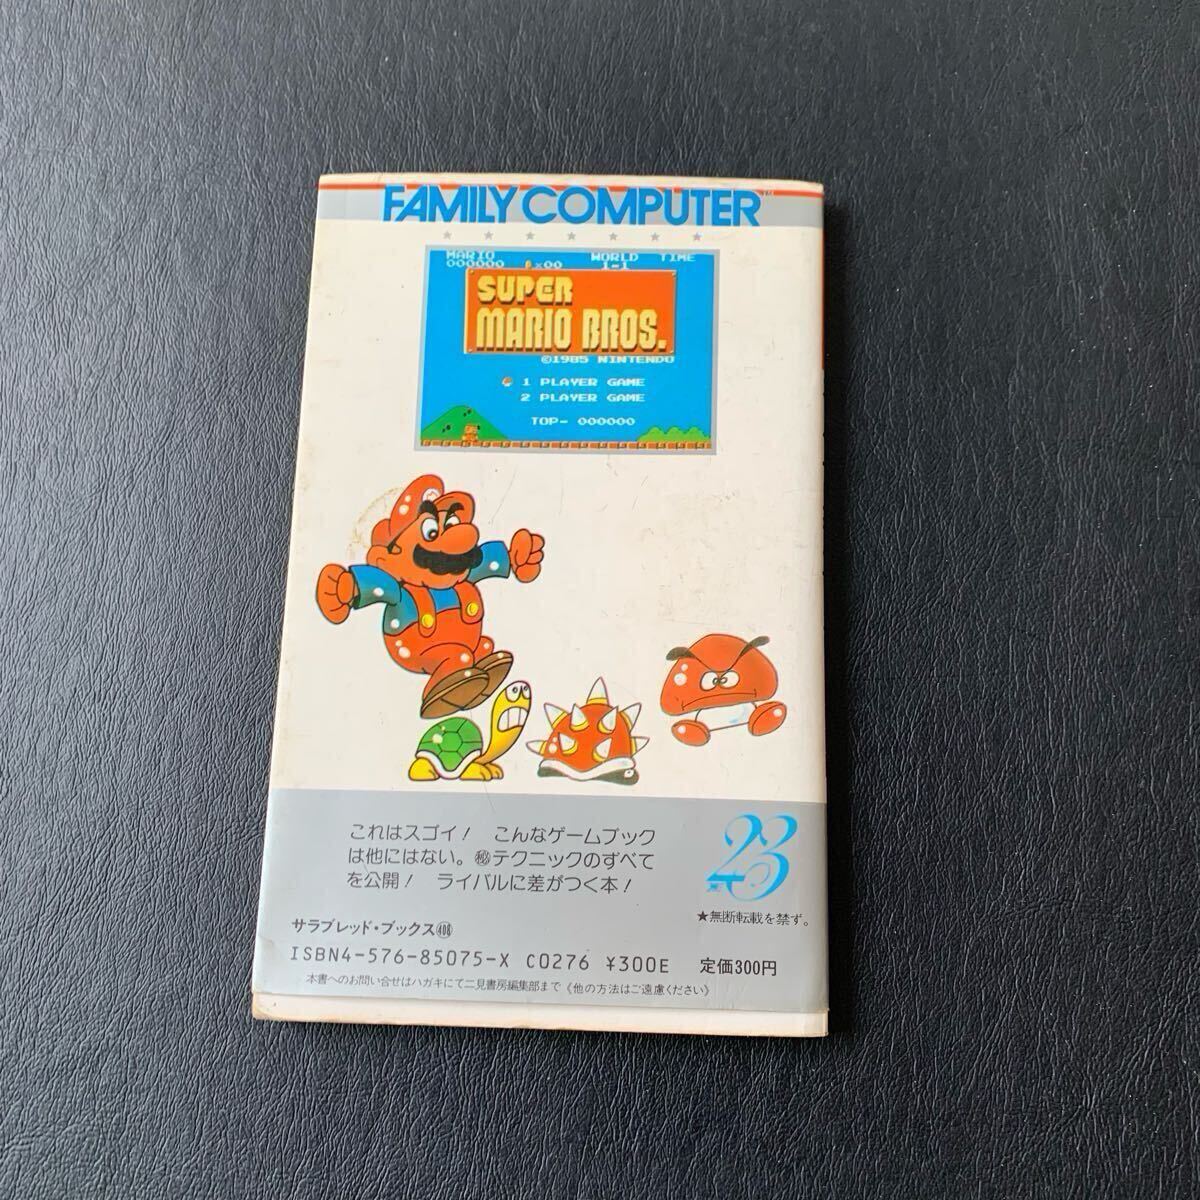 FAMILY COMPUTER™
MARIO WORLD TIME
000000 ×00 1-1
SUPER
MARIO BROS.
©1985 NINTENDO
1 PLAYER GAME
2 PLAYER GAME
TOP- 000000
これはスゴイ! こんなゲームブック
は他にはない。㊙テクニックのすべて
を公開! ライバルに差がつく本!
23
★無断転載を禁ず。
サラブレッド・ブックス408
ISBN4-576-85075-X C0276 ¥300E 定価300円
本書へのお問い合せはハガキにて二見書房編集部まで《他の方法はご遠慮ください》